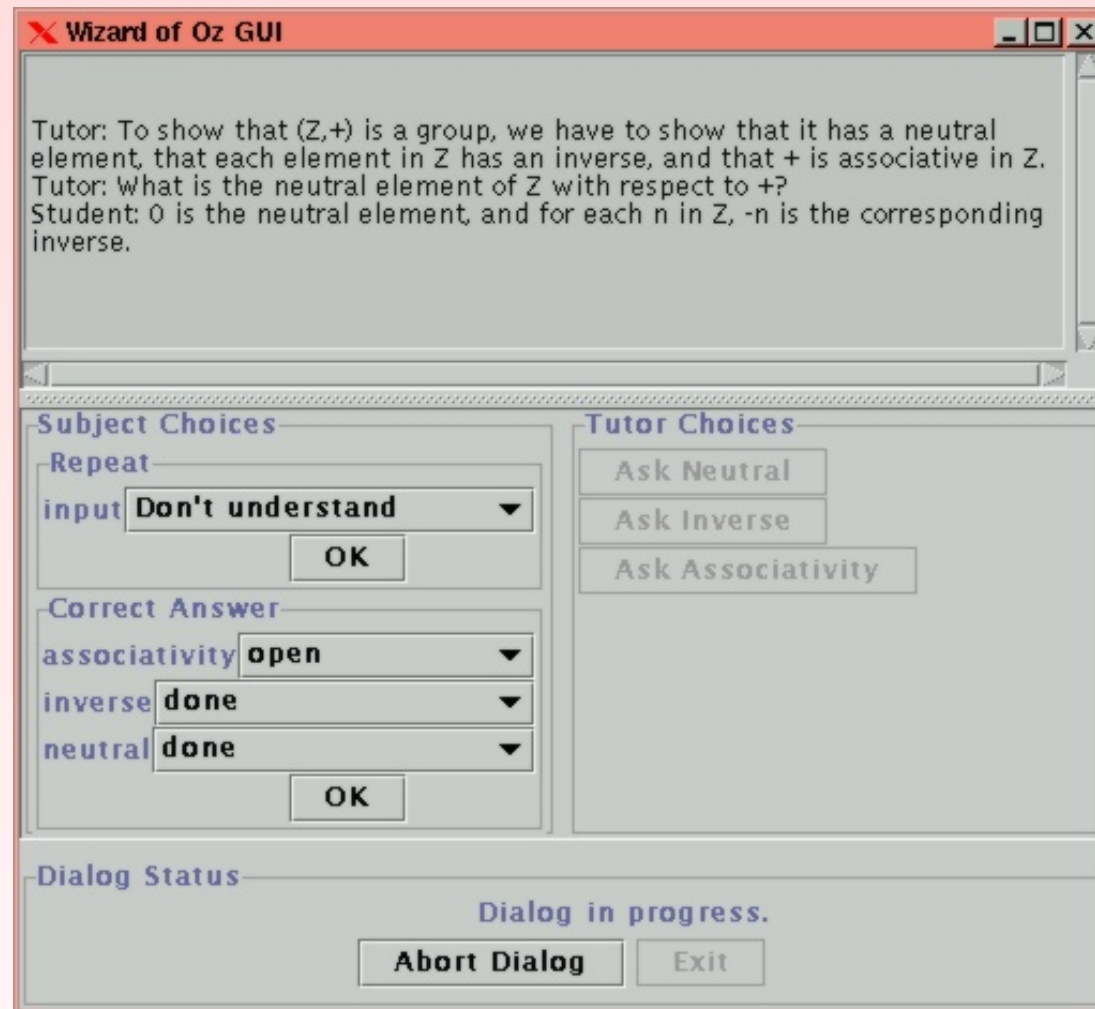 Wizard of Oz GUI
Tutor: To show that (Z,+) is a group, we have to show that it has a neutral
element, that each element in Z has an inverse, and that + is associative in Z.
Tutor: What is the neutral element of Z with respect to +?
Student: 0 is the neutral element, and for each n in Z, -n is the corresponding
inverse.
Subject Choices
Repeat
input Don't understand
OK
Correct Answer
associativity open
inverse done
neutral done
OK
Tutor Choices
Ask Neutral
Ask Inverse
Ask Associativity
Dialog Status
Dialog in progress.
Abort Dialog Exit